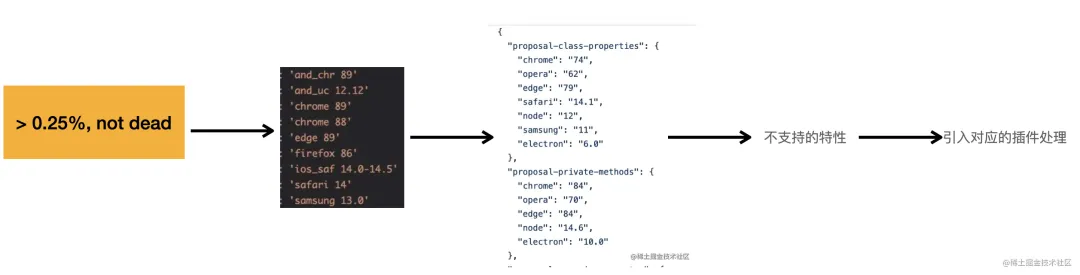 > 0.25%, not dead
: 'and_chr 89'
: 'and_uc 12.12'
: 'chrome 89'
: 'chrome 88'
: 'edge 89'
: 'firefox 86'
: 'ios_saf 14.0-14.5'
: 'safari 14'
: 'samsung 13.0'
{
"proposal-class-properties": {
"chrome": "74",
"opera": "62",
"edge": "79",
"safari": "14.1",
"node": "12",
"samsung": "11",
"electron": "6.0"
},
"proposal-private-methods": {
"chrome": "84",
"opera": "70",
"edge": "84",
"node": "14.6",
"electron": "10.0"
},
@稀土掘金技术社区
不支持的特性
引入对应的插件处理
@稀土掘金技术社区